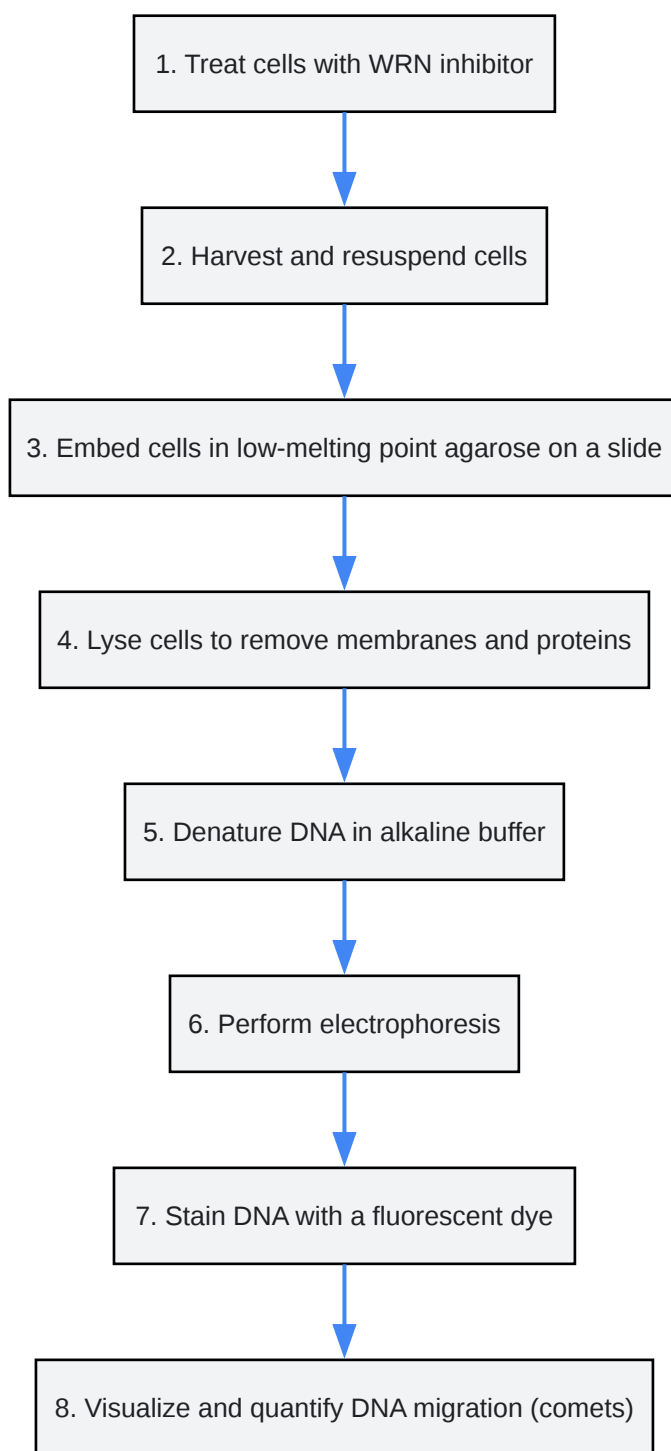 1. Treat cells with WRN inhibitor
2. Harvest and resuspend cells
3. Embed cells in low-melting point agarose on a slide
4. Lyse cells to remove membranes and proteins
5. Denature DNA in alkaline buffer
6. Perform electrophoresis
7. Stain DNA with a fluorescent dye
8. Visualize and quantify DNA migration (comets)